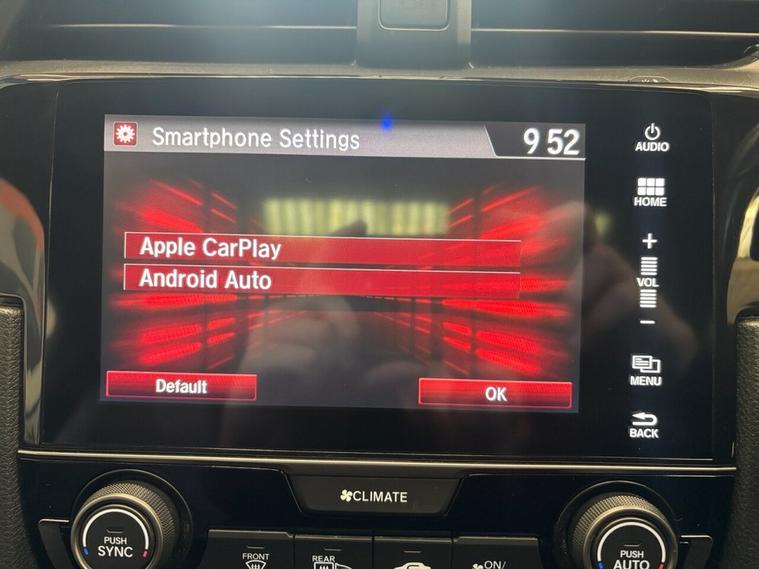 Smartphone Settings
9 52
AUDIO
HOME
Apple CarPlay
VOL
Android Auto
MENU
Default
OK
BACK
CLIMATE
PUSH
SYNC
FRONT
REAR
ON/
PUSH
AUTO